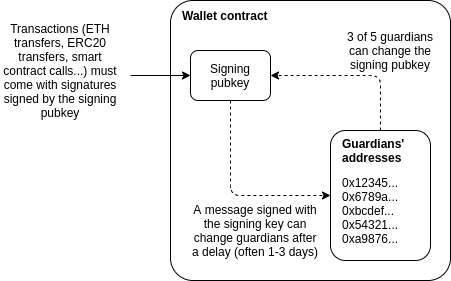 Transactions (ETH
transfers, ERC20
transfers, smart
contract calls...) must
come with signatures
signed by the signing
pubkey
Wallet contract
Signing
pubkey
3 of 5 guardians
can change the
signing pubkey
Guardians'
addresses
0x12345...
0x6789a...
0xbcdef...
0x54321...
0xa9876...
A message signed with
the signing key can
change guardians after
a delay (often 1-3 days)